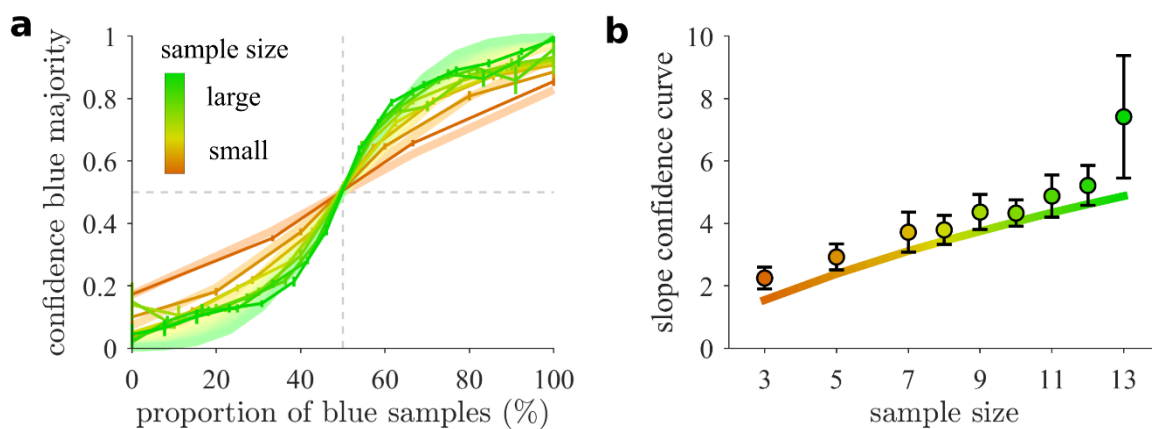 a
confidence blue majority
1
0.8
0.6
0.4
0.2
0
sample size
large
small
0 20 40 60 80 100
proportion of blue samples (%)
b
slope confidence curve
10
8
6
4
2
0
3 5 7 9 11 13
sample size